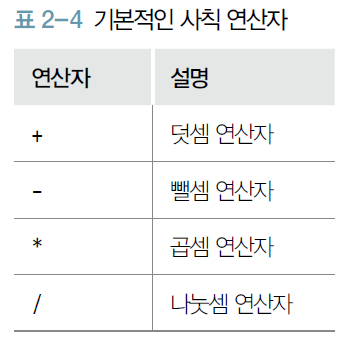 표 2-4 기본적인 사칙 연산자
연산자 설명
+ 덧셈 연산자
- 뺄셈 연산자
* 곱셈 연산자
/ 나눗셈 연산자